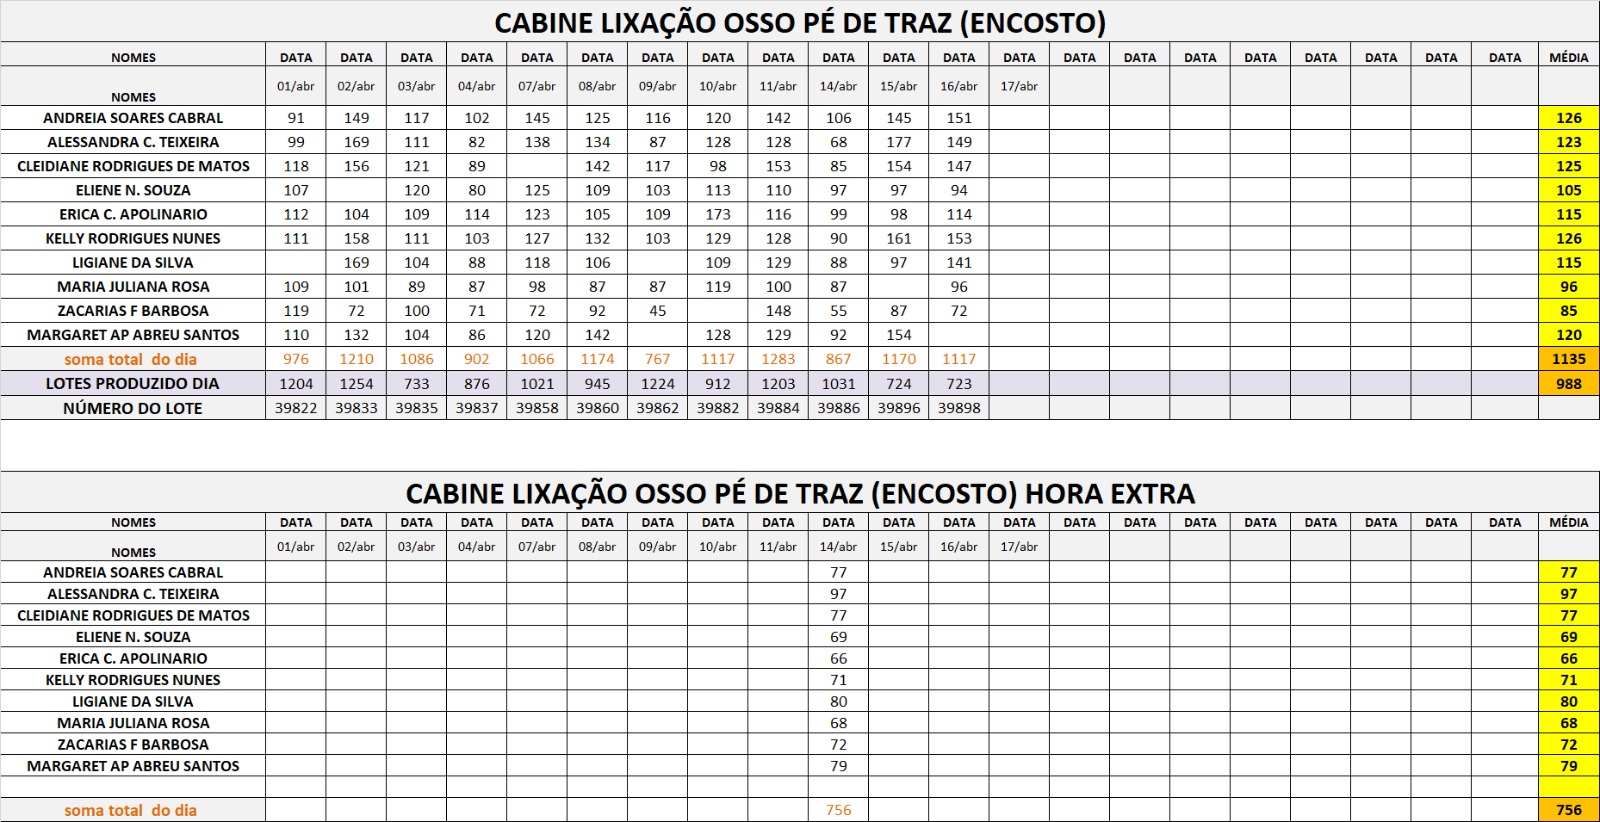 CABINE LIXAÇÃO OSSO PÉ DE TRAZ (ENCOSTO)
NOMES DATA DATA DATA DATA DATA DATA DATA DATA DATA DATA DATA DATA DATA DATA DATA DATA DATA DATA DATA DATA DATA MÉDIA
NOMES 01/abr 02/abr 03/abr 04/abr 07/abr 08/abr 09/abr 10/abr 11/abr 14/abr 15/abr 16/abr 17/abr
ANDREIA SOARES CABRAL 91 149 117 102 145 125 116 120 142 106 145 151 126
ALESSANDRA C. TEIXEIRA 99 169 111 82 138 134 87 128 128 68 177 149 123
CLEIDIANE RODRIGUES DE MATOS 118 156 121 89 142 117 98 153 85 154 147 125
ELIENE N. SOUZA 107 120 80 125 109 103 113 110 97 97 94 105
ERICA C. APOLINARIO 112 104 109 114 123 105 109 173 116 99 98 114 115
KELLY RODRIGUES NUNES 111 158 111 103 127 132 103 129 128 90 161 153 126
LIGIANE DA SILVA 169 104 88 118 106 109 129 88 97 141 115
MARIA JULIANA ROSA 109 101 89 87 98 87 87 119 100 87 96 96
ZACARIAS F BARBOSA 119 72 100 71 72 92 45 148 55 87 72 85
MARGARET AP ABREU SANTOS 110 132 104 86 120 142 128 129 92 154 120
soma total do dia 976 1210 1086 902 1066 1174 767 1117 1283 867 1170 1117 1135
LOTES PRODUZIDO DIA 1204 1254 733 876 1021 945 1224 912 1203 1031 724 723 988
NÚMERO DO LOTE 39822 39833 39835 39837 39858 39860 39862 39882 39884 39886 39896 39898
CABINE LIXAÇÃO OSSO PÉ DE TRAZ (ENCOSTO) HORA EXTRA
NOMES DATA DATA DATA DATA DATA DATA DATA DATA DATA DATA DATA DATA DATA DATA DATA DATA DATA DATA DATA DATA DATA MÉDIA
NOMES 01/abr 02/abr 03/abr 04/abr 07/abr 08/abr 09/abr 10/abr 11/abr 14/abr 15/abr 16/abr 17/abr
ANDREIA SOARES CABRAL 77 77
ALESSANDRA C. TEIXEIRA 97 97
CLEIDIANE RODRIGUES DE MATOS 77 77
ELIENE N. SOUZA 69 69
ERICA C. APOLINARIO 66 66
KELLY RODRIGUES NUNES 71 71
LIGIANE DA SILVA 80 80
MARIA JULIANA ROSA 68 68
ZACARIAS F BARBOSA 72 72
MARGARET AP ABREU SANTOS 79 79
soma total do dia 756 756